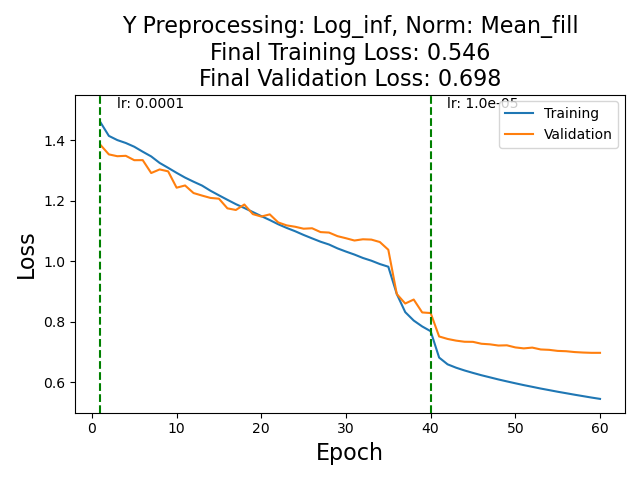 Y Preprocessing: Log_inf, Norm: Mean_fill
Final Training Loss: 0.546
Final Validation Loss: 0.698
lr: 0.0001
lr: 1.0e-05
Training
Validation
1.4
1.2
1.0
0.8
0.6
Loss
0
10
20
30
40
50
60
Epoch